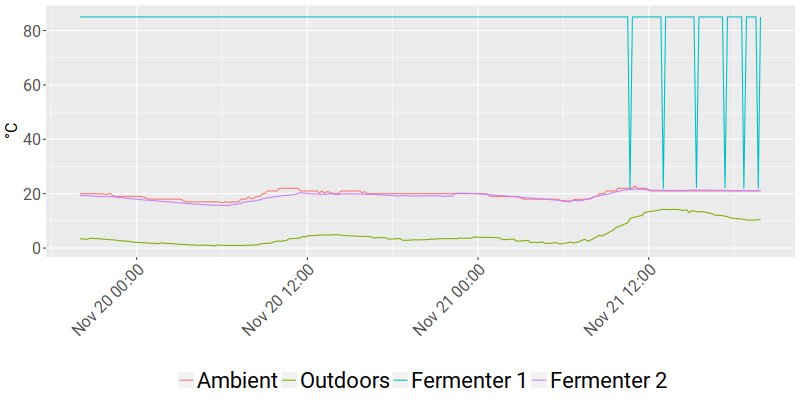 80
60
°C
40
20
0
Nov 20 00:00
Nov 20 12:00
Nov 21 00:00
Nov 21 12:00
Ambient Outdoors Fermenter 1 Fermenter 2